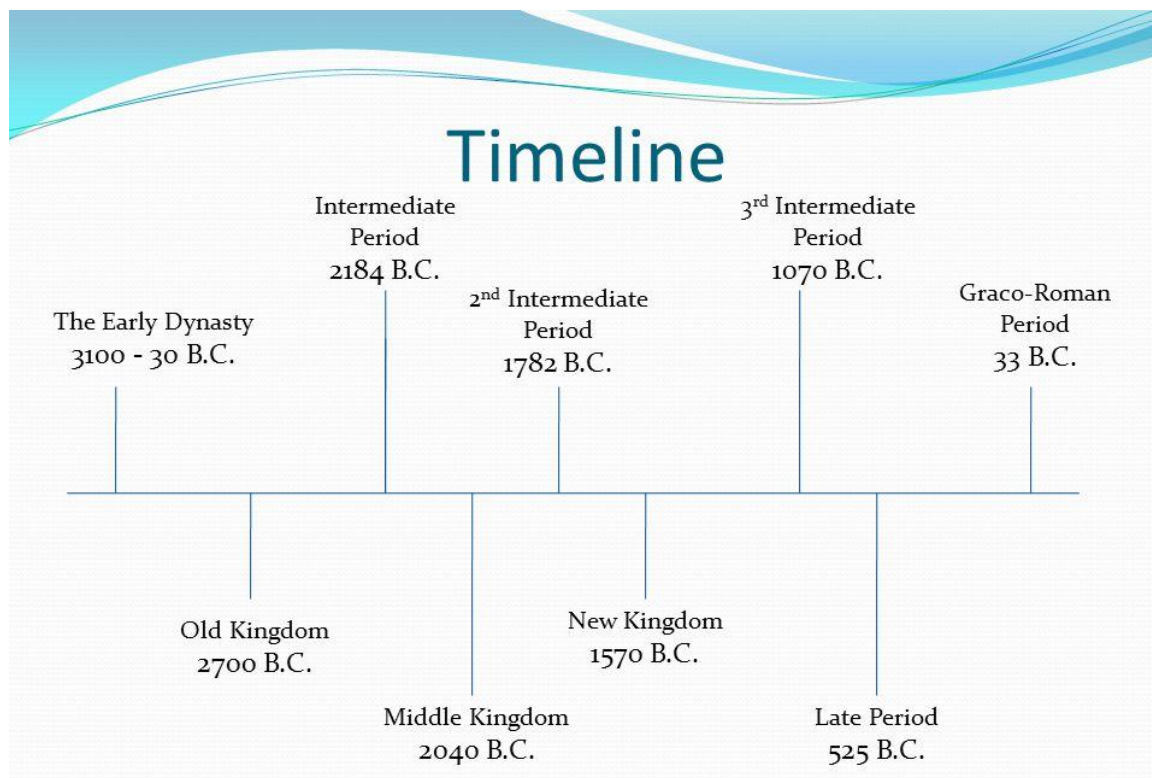 Timeline
Intermediate
Period
2184 B.C.
3rd Intermediate
Period
1070 B.C.
2nd Intermediate
Period
1782 B.C.
Graco-Roman
Period
33 B.C.
The Early Dynasty
3100 - 30 B.C.
Old Kingdom
2700 B.C.
New Kingdom
1570 B.C.
Middle Kingdom
2040 B.C.
Late Period
525 B.C.